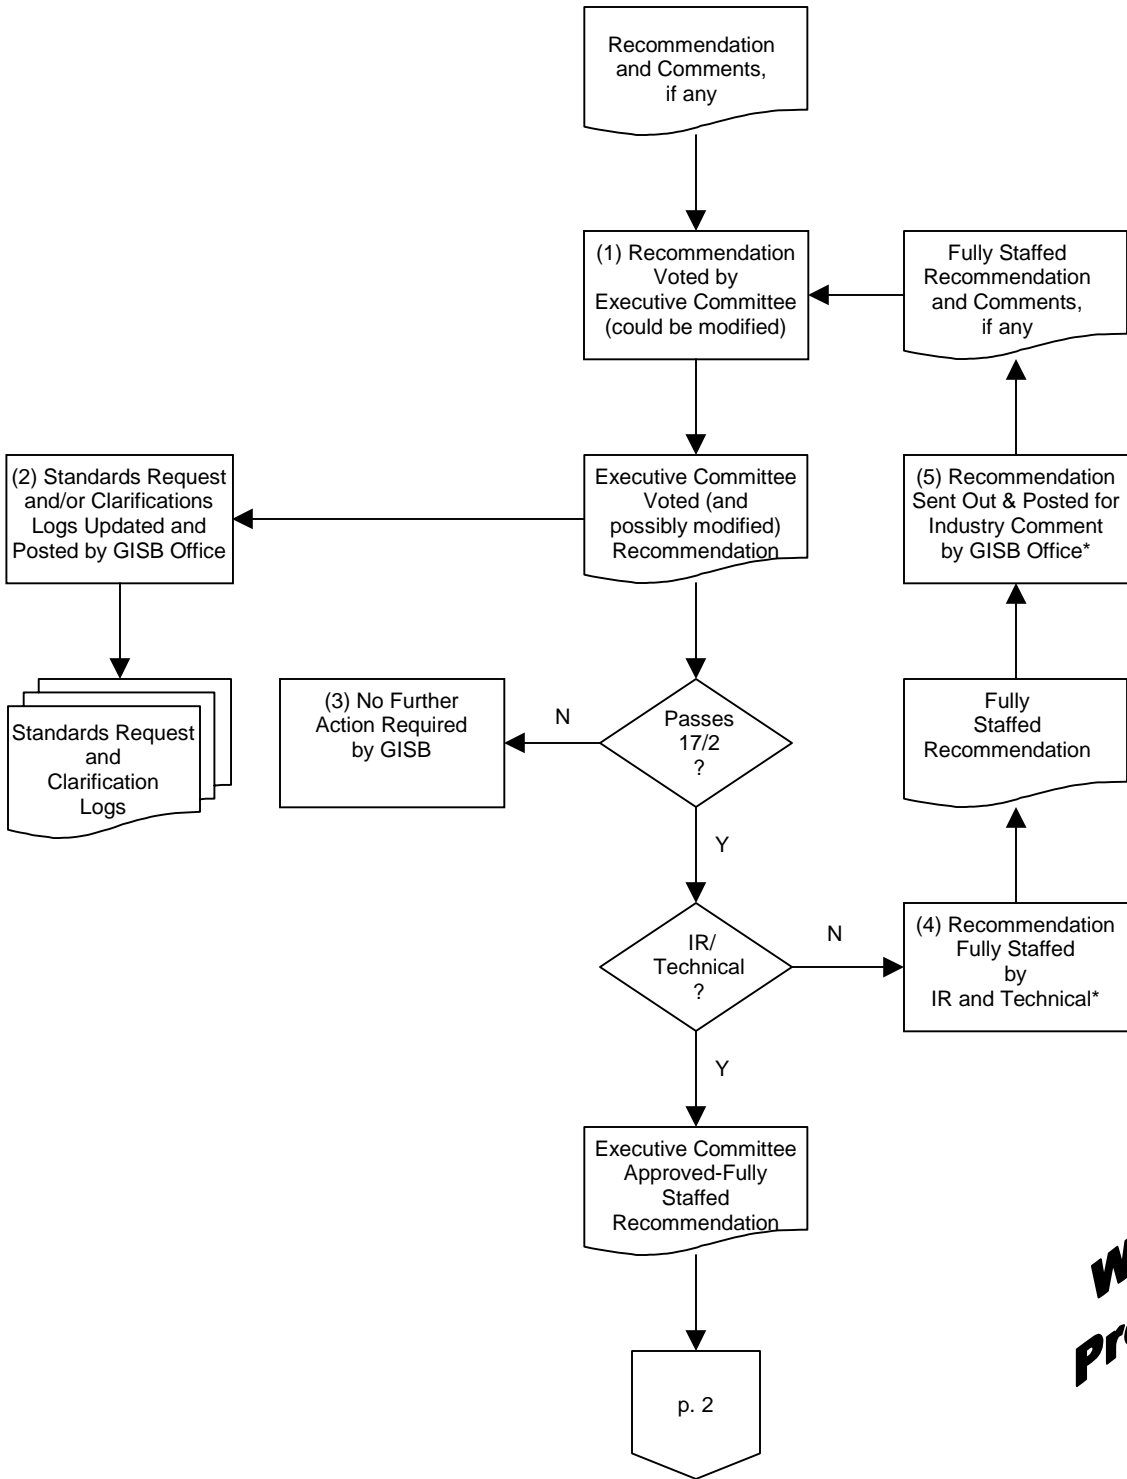 Recommendation
and Comments,
if any
(1) Recommendation
Voted by
Executive Committee
(could be modified)
Fully Staffed
Recommendation
and Comments,
if any
(2) Standards Request
and/or Clarifications
Logs Updated and
Posted by GISB Office
Executive Committee
Voted (and
possibly modified)
Recommendation
(5) Recommendation
Sent Out & Posted for
Industry Comment
by GISB Office*
Standards Request
and
Clarification
Logs
(3) No Further
Action Required
by GISB
N
Passes
17/2
?
Fully
Staffed
Recommendation
Y
IR/
Technical
?
N
(4) Recommendation
Fully Staffed
by
IR and Technical*
Y
Executive Committee
Approved-Fully
Staffed
Recommendation
p. 2